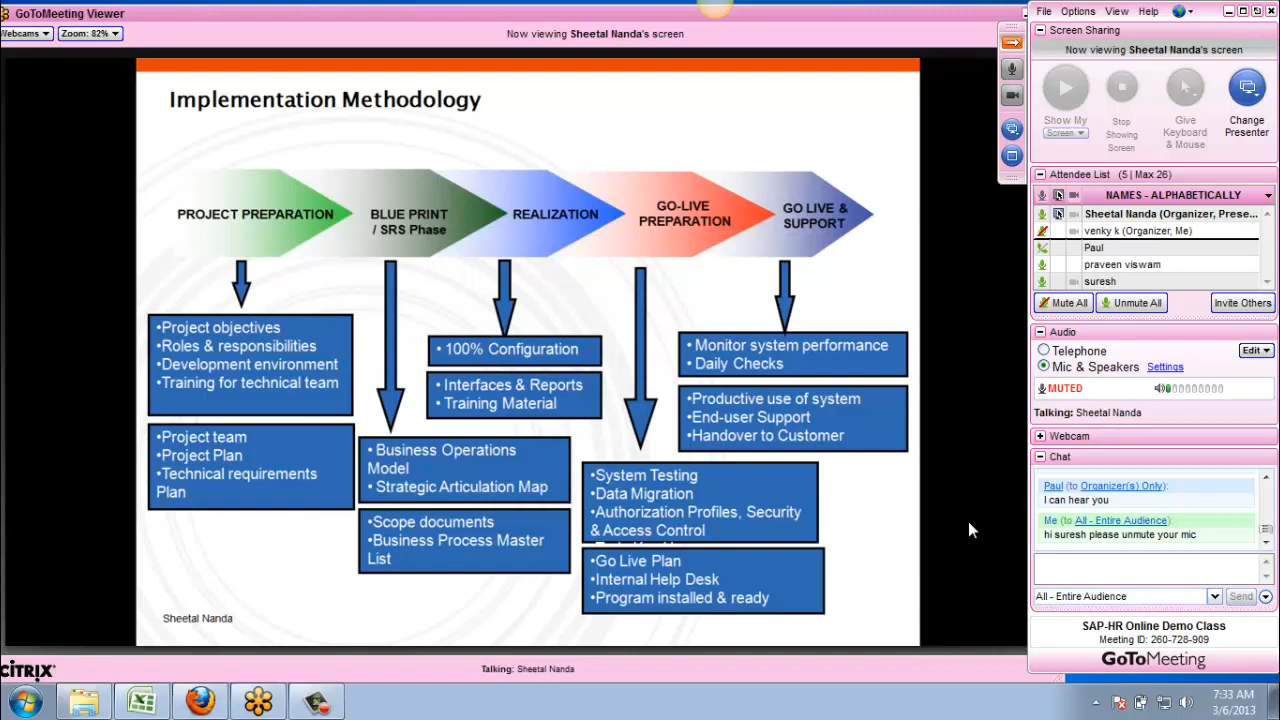 GoToMeeting Viewer
Webcams
Zoom: 82%
Now viewing Sheetal Nanda's screen
Implementation Methodology
PROJECT PREPARATION
BLUE PRINT
/ SRS Phase
REALIZATION
GO-LIVE
PREPARATION
GO LIVE &
SUPPORT
•Project objectives
•Roles & responsibilities
•Development environment
•Training for technical team
•Project team
•Project Plan
•Technical requirements
Plan
• Business Operations
Model
• Strategic Articulation Map
•Scope documents
•Business Process Master
List
• 100% Configuration
• Interfaces & Reports
• Training Material
•System Testing
•Data Migration
•Authorization Profiles, Security
& Access Control
•Go Live Plan
•Internal Help Desk
•Program installed & ready
• Monitor system performance
• Daily Checks
•Productive use of system
•End-user Support
•Handover to Customer
Sheetal Nanda
CITRIX
Talking: Sheetal Nanda
File Options View Help
Screen Sharing
Now viewing Sheetal Nanda's screen
Show My
Screen
Stop
Showing
Screen
Give
Keyboard
& Mouse
Change
Presenter
Attendee List (5 | Max 26)
NAMES - ALPHABETICALLY
Sheetal Nanda (Organizer, Prese...
venky k (Organizer, Me)
Paul
praveen viswam
suresh
Mute All
Unmute All
Invite Others
Audio
Telephone
Edit
Mic & Speakers Settings
MUTED
Talking: Sheetal Nanda
Webcam
Chat
Paul (to Organizer(s) Only):
I can hear you
Me (to All - Entire Audience):
hi suresh please unmute your mic
All - Entire Audience
Send
SAP-HR Online Demo Class
Meeting ID: 260-728-909
GoToMeeting
7:33 AM
3/6/2013